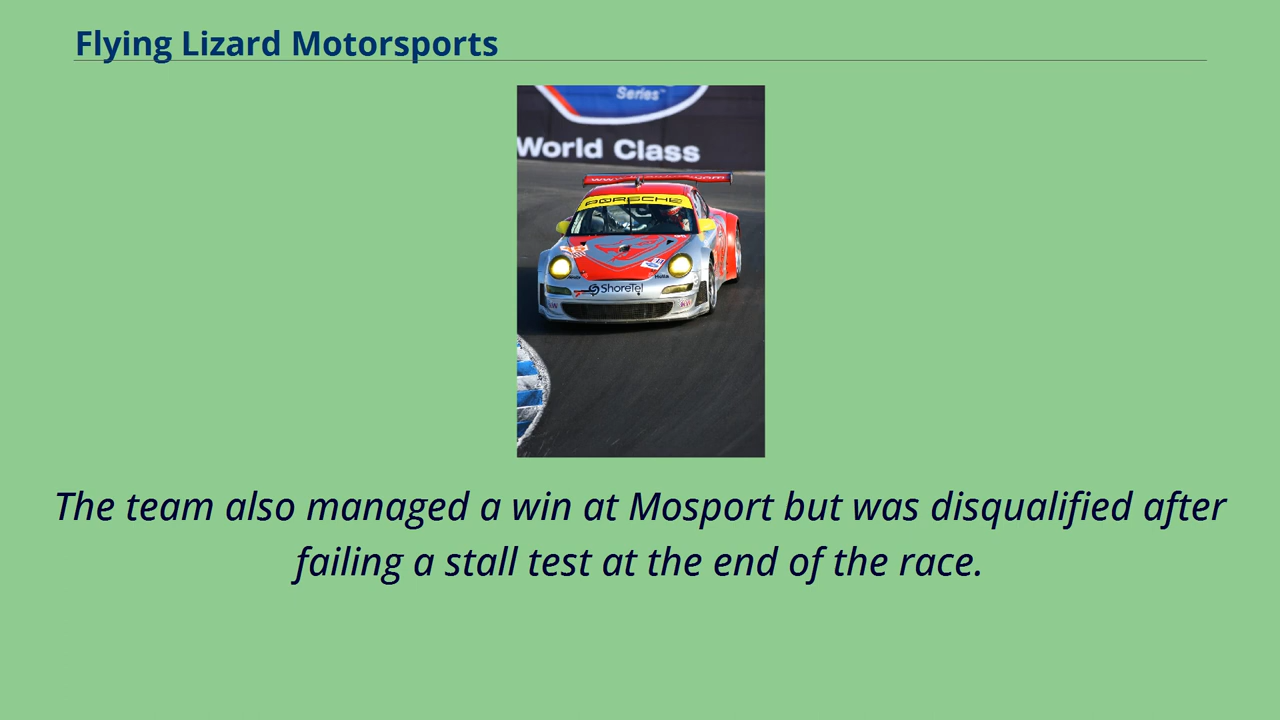 Flying Lizard Motorsports
Series
World Class
PORSCHE
ShoreTel
The team also managed a win at Mosport but was disqualified after
failing a stall test at the end of the race.